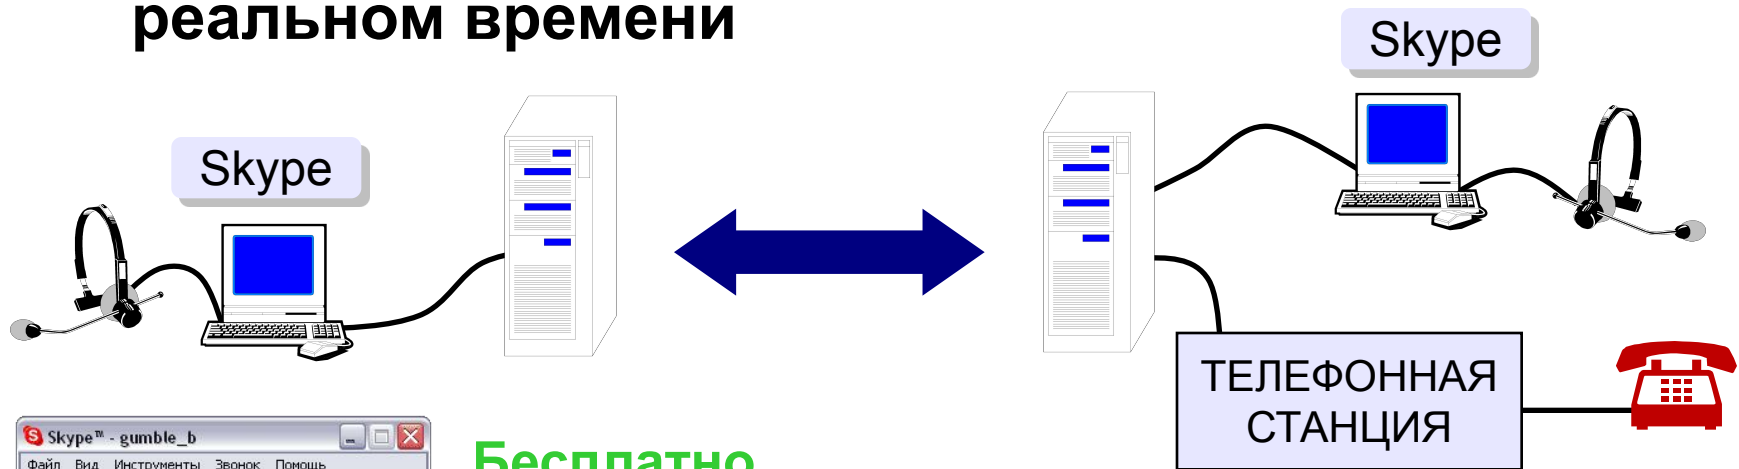 реальном времени
Skype
Skype
ТЕЛЕФОННАЯ
СТАНЦИЯ
Skype™ - gumble_b
Файл Вид Инструменты Звонок Помощь
Бесплатно